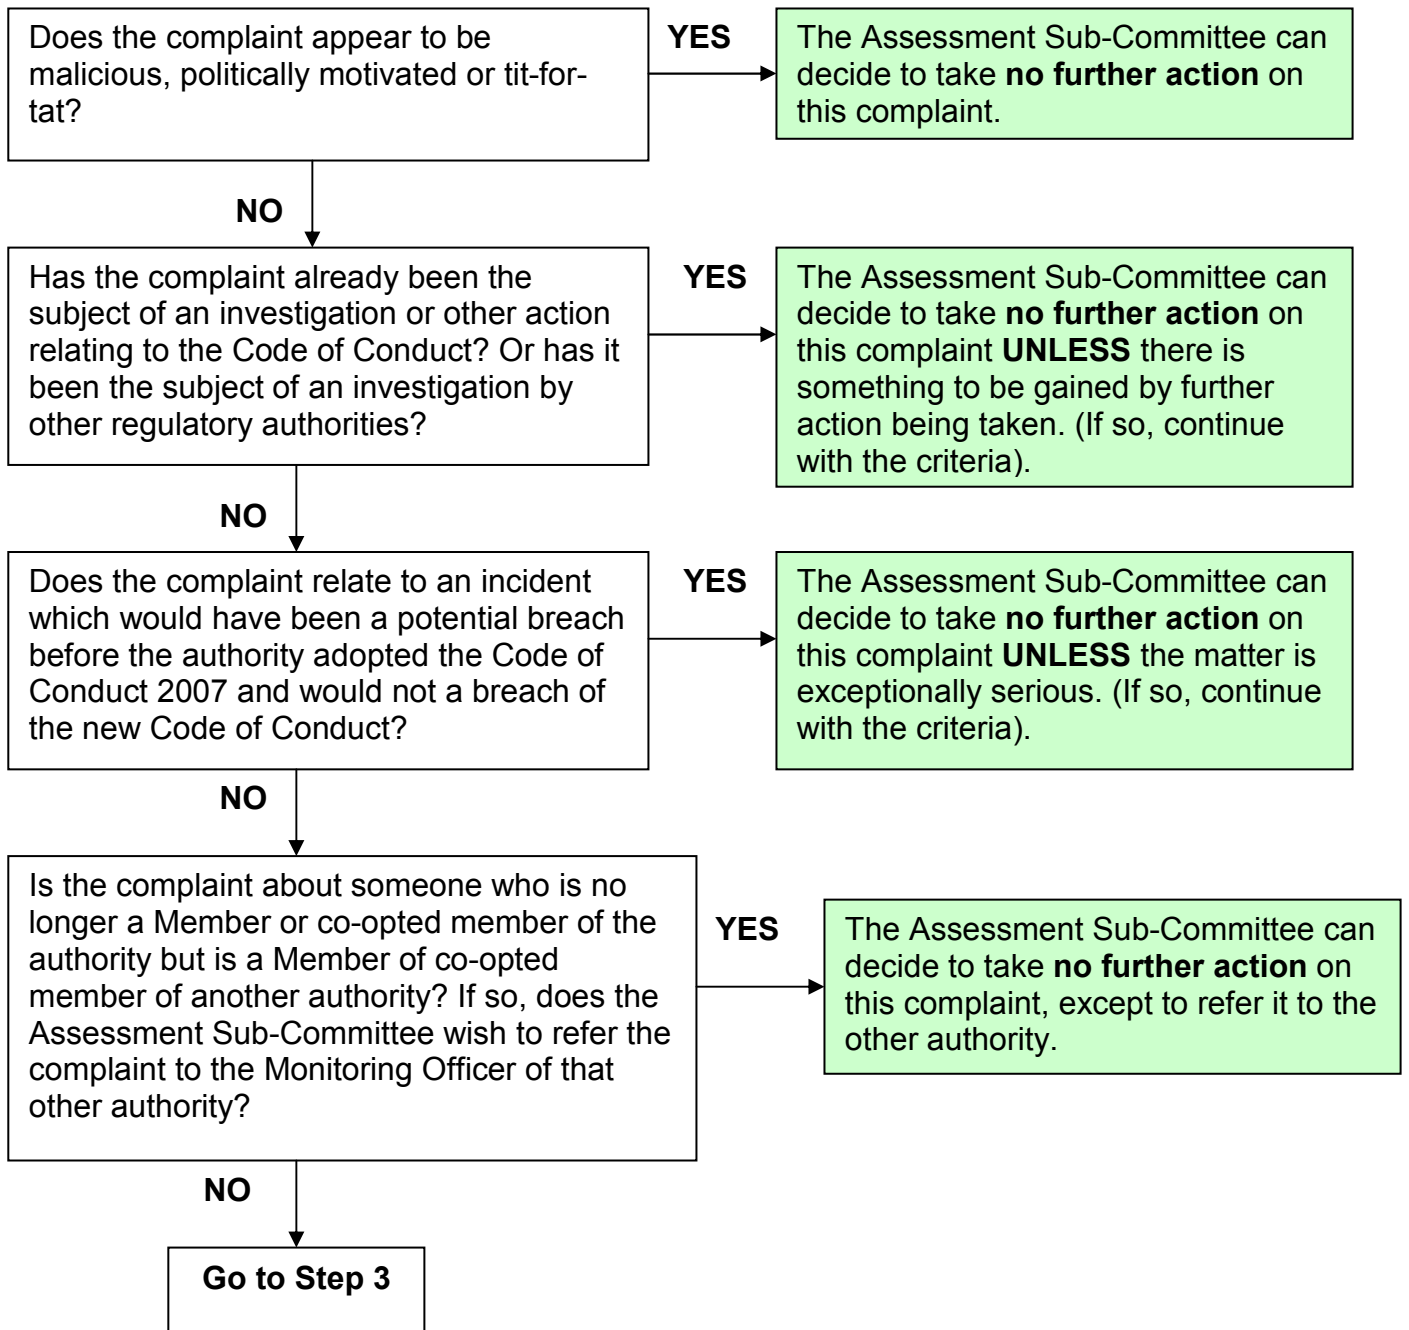 Does the complaint appear to be
malicious, politically motivated or tit-for-
tat?
YES
The Assessment Sub-Committee can
decide to take no further action on
this complaint.
NO
Has the complaint already been the
subject of an investigation or other action
relating to the Code of Conduct? Or has it
been the subject of an investigation by
other regulatory authorities?
YES
The Assessment Sub-Committee can
decide to take no further action on
this complaint UNLESS there is
something to be gained by further
action being taken. (If so, continue
with the criteria).
NO
Does the complaint relate to an incident
which would have been a potential breach
before the authority adopted the Code of
Conduct 2007 and would not a breach of
the new Code of Conduct?
YES
The Assessment Sub-Committee can
decide to take no further action on
this complaint UNLESS the matter is
exceptionally serious. (If so, continue
with the criteria).
NO
Is the complaint about someone who is no
longer a Member or co-opted member of the
authority but is a Member of co-opted
member of another authority? If so, does the
Assessment Sub-Committee wish to refer the
complaint to the Monitoring Officer of that
other authority?
YES
The Assessment Sub-Committee can
decide to take no further action on
this complaint, except to refer it to the
other authority.
NO
Go to Step 3